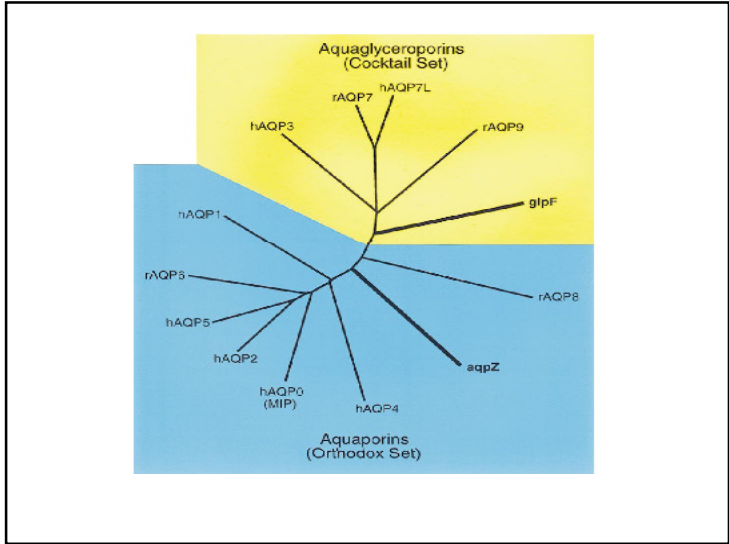 Aquaglyceroporins
(Cocktail Set)
hAQP7L
rAQP7
hAQP3
rAQP9
glpF
hAQP1
rAQP6
rAQP8
hAQP5
hAQP2
aqpZ
hAQP0
(MIP)
hAQP4
Aquaporins
(Orthodox Set)